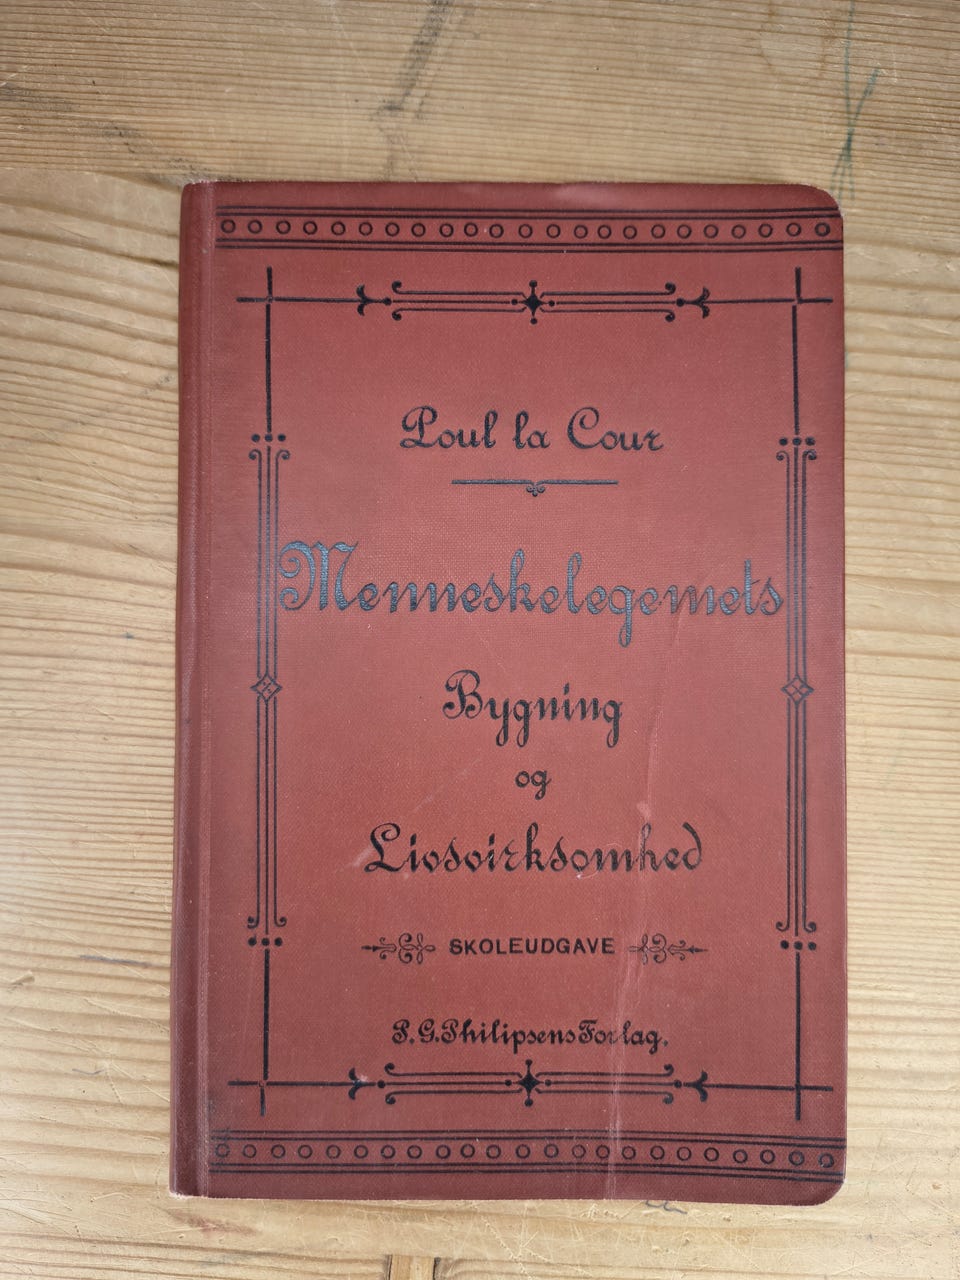 Poul la Cour
Menneskelegemets
Bygning
og
Livsvirksomhed
SKOLEUDGAVE
P. G. Philipsens Forlag.